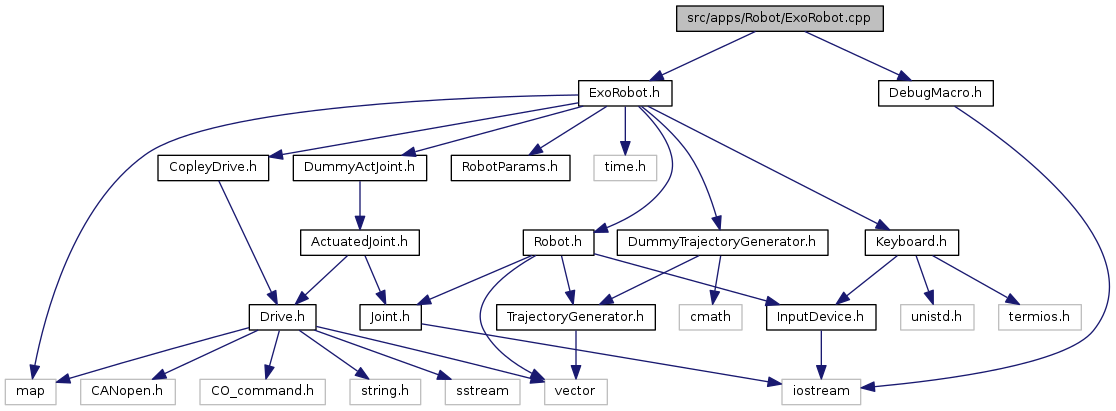 src/apps/Robot/ExoRobot.cpp
ExoRobot.h
DebugMacro.h
CopleyDrive.h
DummyActJoint.h
RobotParams.h
time.h
ActuatedJoint.h
Robot.h
DummyTrajectoryGenerator.h
Keyboard.h
Drive.h
Joint.h
TrajectoryGenerator.h
cmath
InputDevice.h
unistd.h
termios.h
map
CANopen.h
CO_command.h
string.h
sstream
vector
iostream